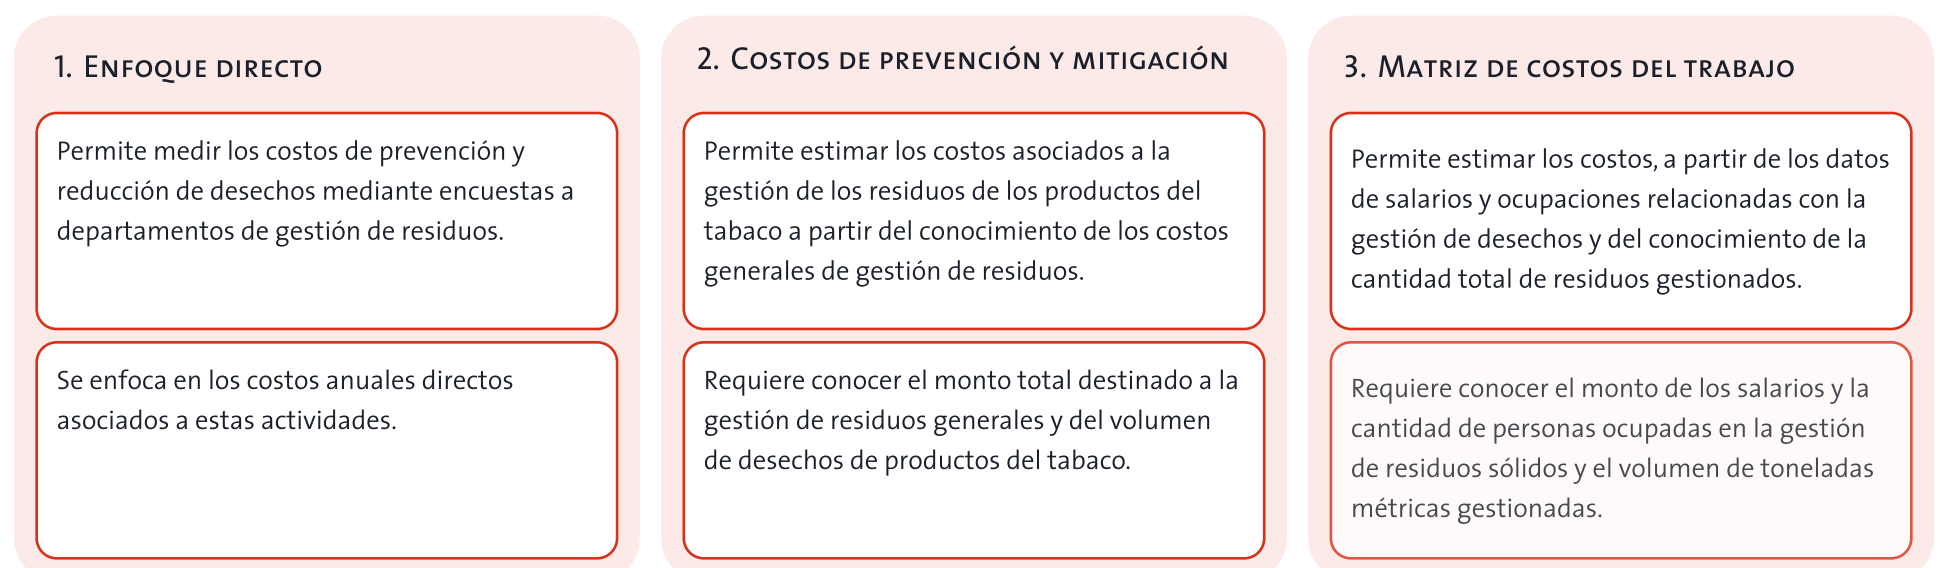 1. Enfoque directo
Permite medir los costos de prevención y
reducción de desechos mediante encuestas a
departamentos de gestión de residuos.
Se enfoca en los costos anuales directos
asociados a estas actividades.
2. Costos de prevención y mitigación
Permite estimar los costos asociados a la
gestión de los residuos de los productos del
tabaco a partir del conocimiento de los costos
generales de gestión de residuos.
Requiere conocer el monto total destinado a la
gestión de residuos generales y del volumen
de desechos de productos del tabaco.
3. Matriz de costos del trabajo
Permite estimar los costos, a partir de los datos
de salarios y ocupaciones relacionadas con la
gestión de desechos y del conocimiento de la
cantidad total de residuos gestionados.
Requiere conocer el monto de los salarios y la
cantidad de personas ocupadas en la gestión
de residuos sólidos y el volumen de toneladas
métricas gestionadas.